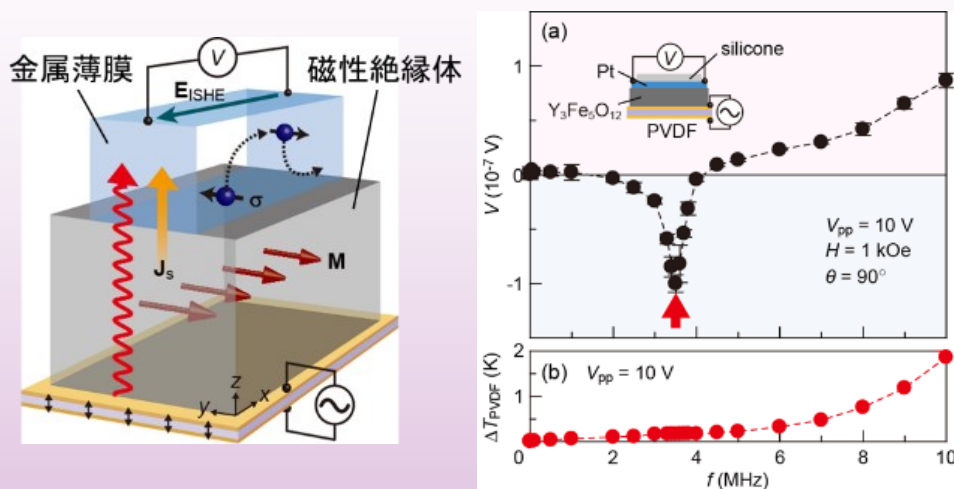 V
金属薄膜
磁性絶縁体
E_ISHE
σ
J_s
M
z
y
x
(a)
V
silicone
Pt
Y₃Fe₅O₁₂
PVDF
V (10⁻⁷ V)
1
0
-1
V_pp = 10 V
H = 1 kOe
θ = 90°
(b)
V_pp = 10 V
ΔT_PVDF (K)
2
1
0 2 4 6 8 10
f (MHz)